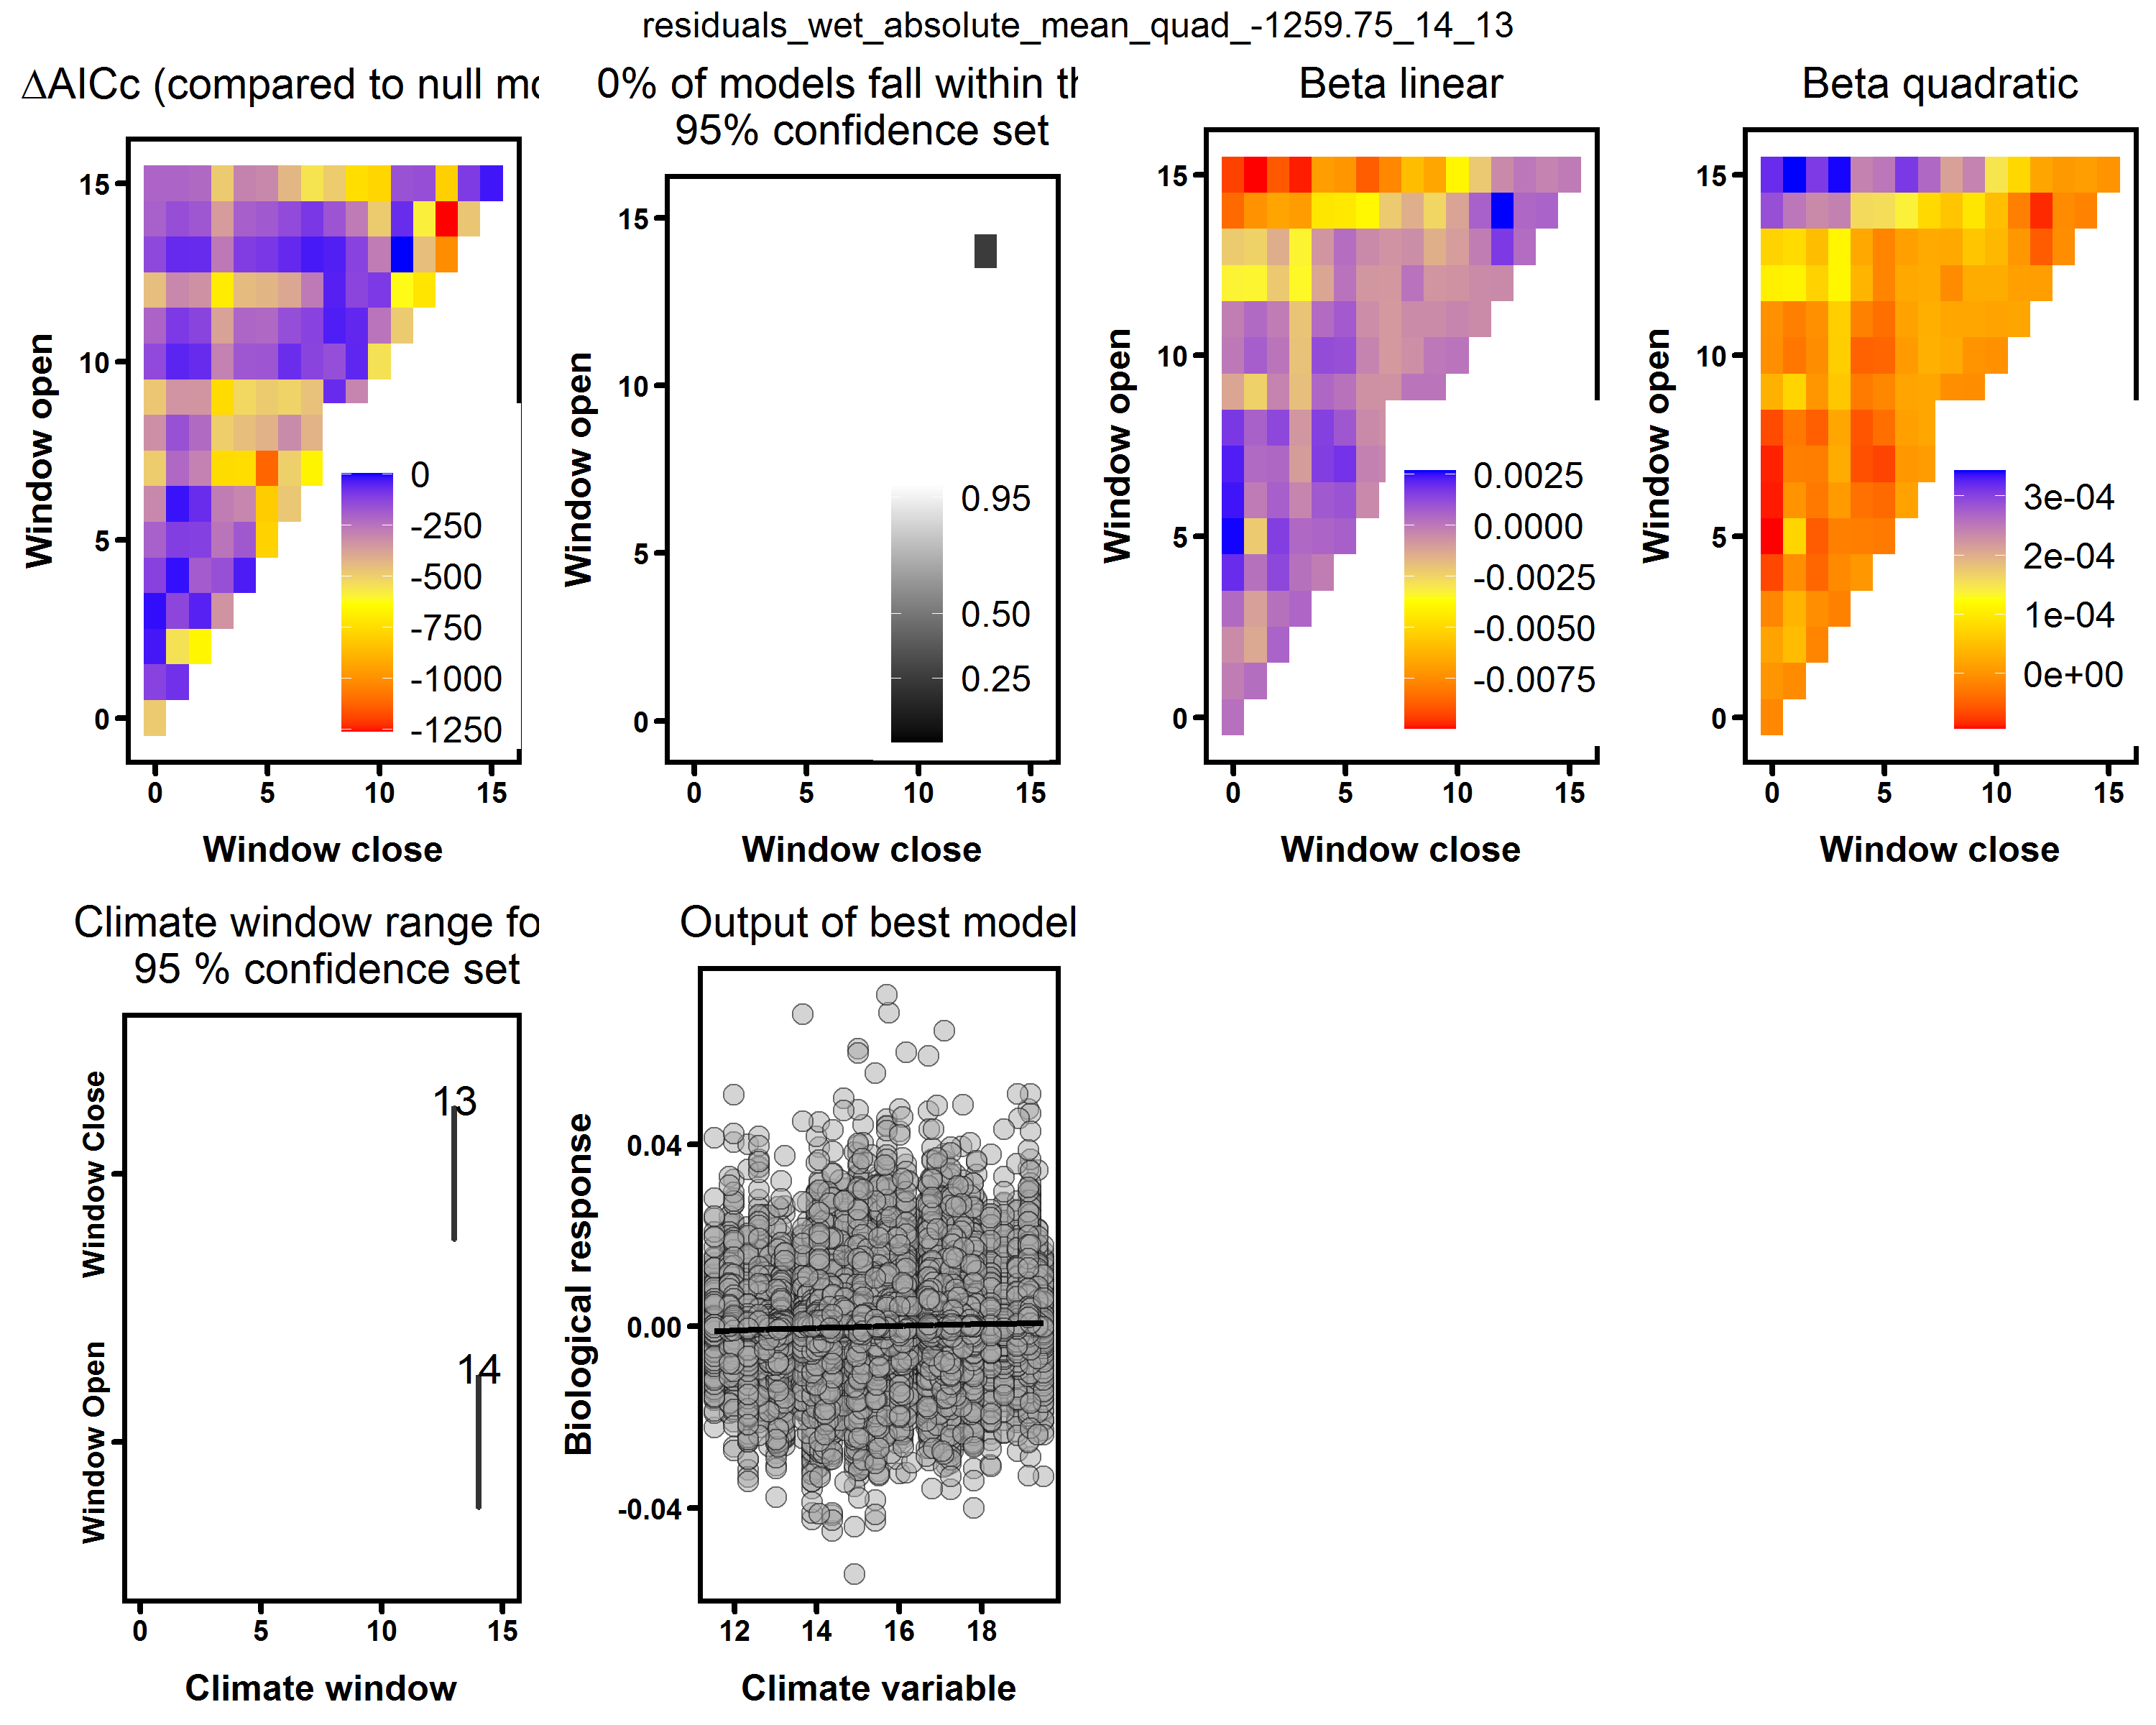 residuals_wet_absolute_mean_quad_-1259.75_14_13
ΔAICc (compared to null mo
Window open
15
10
5
0
0
-250
-500
-750
-1000
-1250
0 5 10 15
Window close
0% of models fall within th
95% confidence set
Window open
15
10
5
0
0.95
0.50
0.25
0 5 10 15
Window close
Beta linear
Window open
15
10
5
0
0.0025
0.0000
-0.0025
-0.0050
-0.0075
0 5 10 15
Window close
Beta quadratic
Window open
15
10
5
0
3e-04
2e-04
1e-04
0e+00
0 5 10 15
Window close
Climate window range fo
95 % confidence set
Window Close
13
Window Open
14
0 5 10 15
Climate window
Output of best model
Biological response
0.04
0.00
-0.04
12 14 16 18
Climate variable